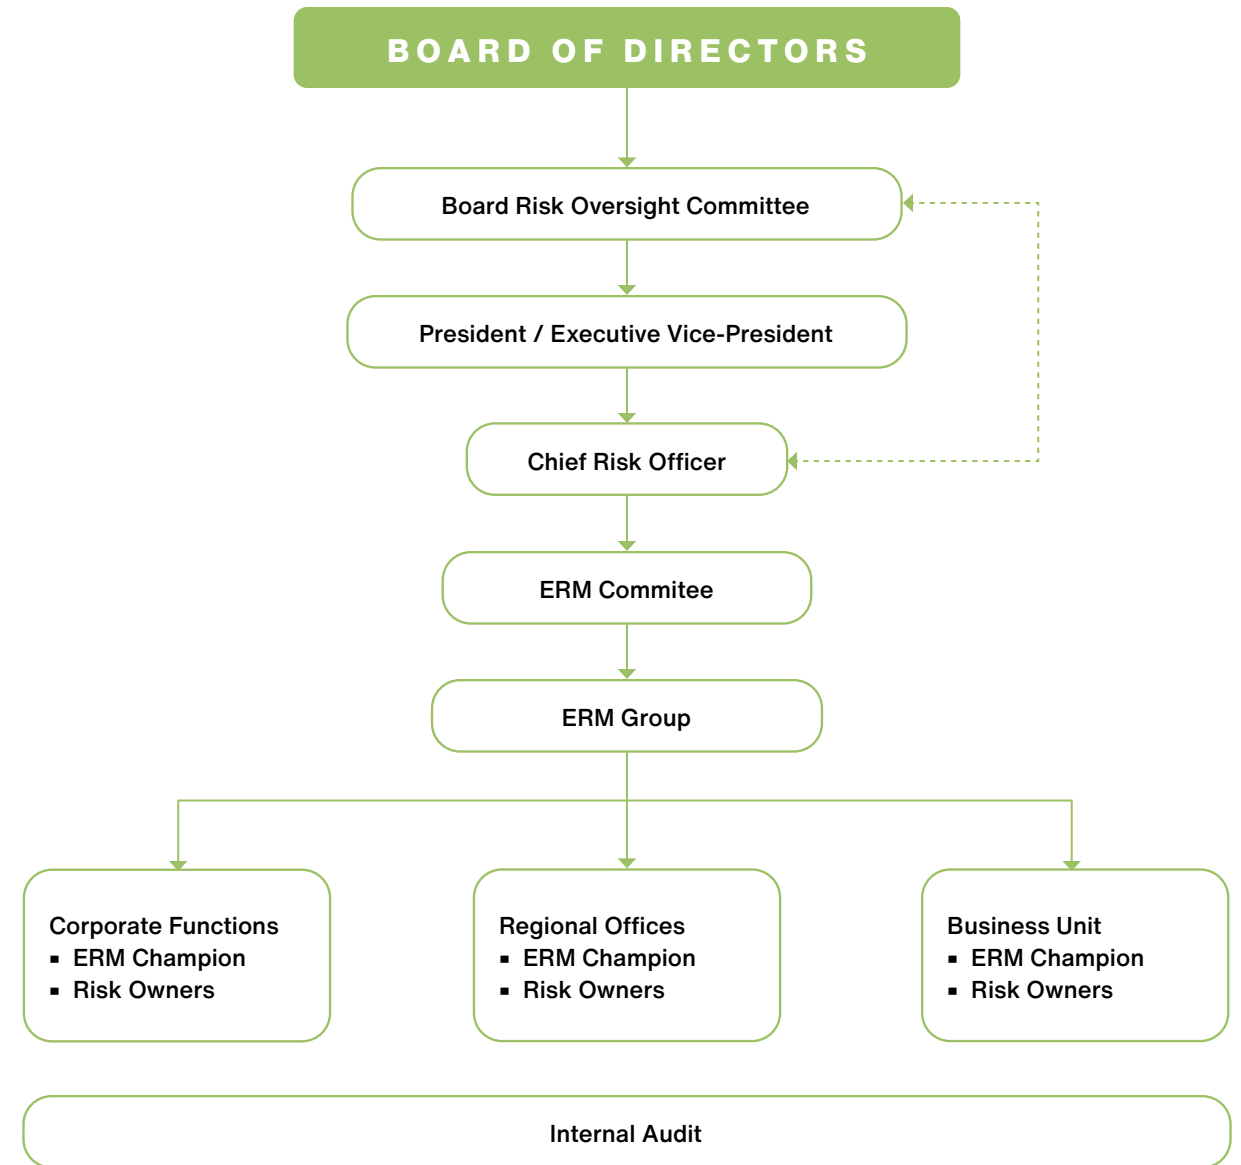 BOARD OF DIRECTORS
Board Risk Oversight Committee
President / Executive Vice-President
Chief Risk Officer
ERM Commitee
ERM Group
Corporate Functions
▪ ERM Champion
▪ Risk Owners
Regional Offices
▪ ERM Champion
▪ Risk Owners
Business Unit
▪ ERM Champion
▪ Risk Owners
Internal Audit